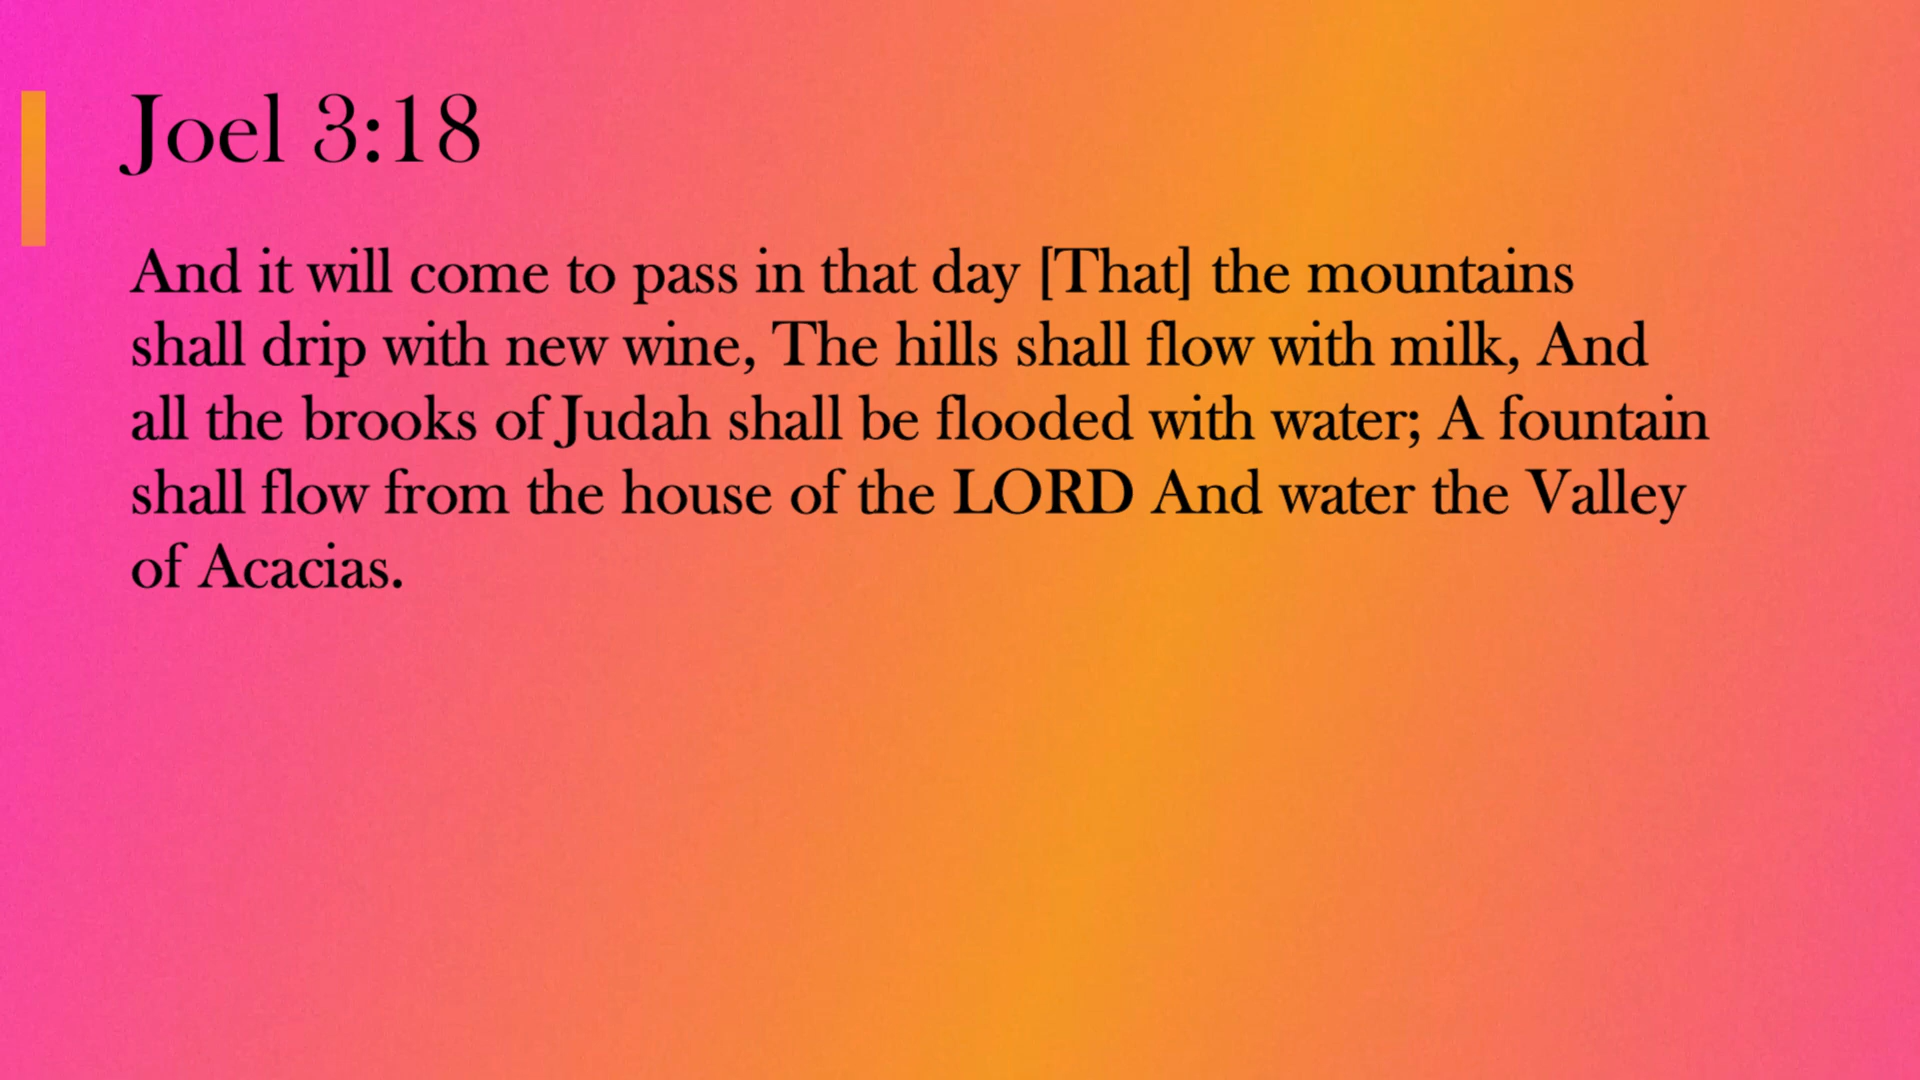 Joel 3:18
And it will come to pass in that day [That] the mountains
shall drip with new wine, The hills shall flow with milk, And
all the brooks of Judah shall be flooded with water; A fountain
shall flow from the house of the LORD And water the Valley
of Acacias.